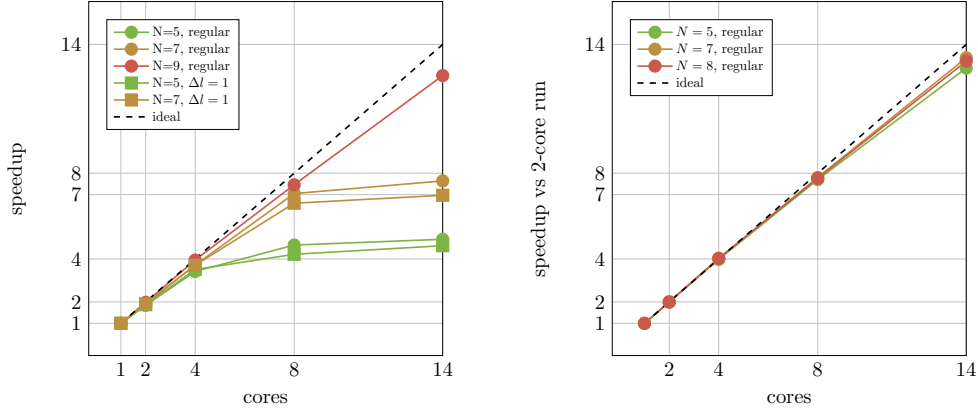 N=5, regular
N=7, regular
N=9, regular
N=5, Δl = 1
N=7, Δl = 1
ideal
14
8
7
4
2
1
speedup
1 2 4 8 14
cores
N = 5, regular
N = 7, regular
N = 8, regular
ideal
14
8
7
4
2
1
speedup vs 2-core run
2 4 8 14
cores